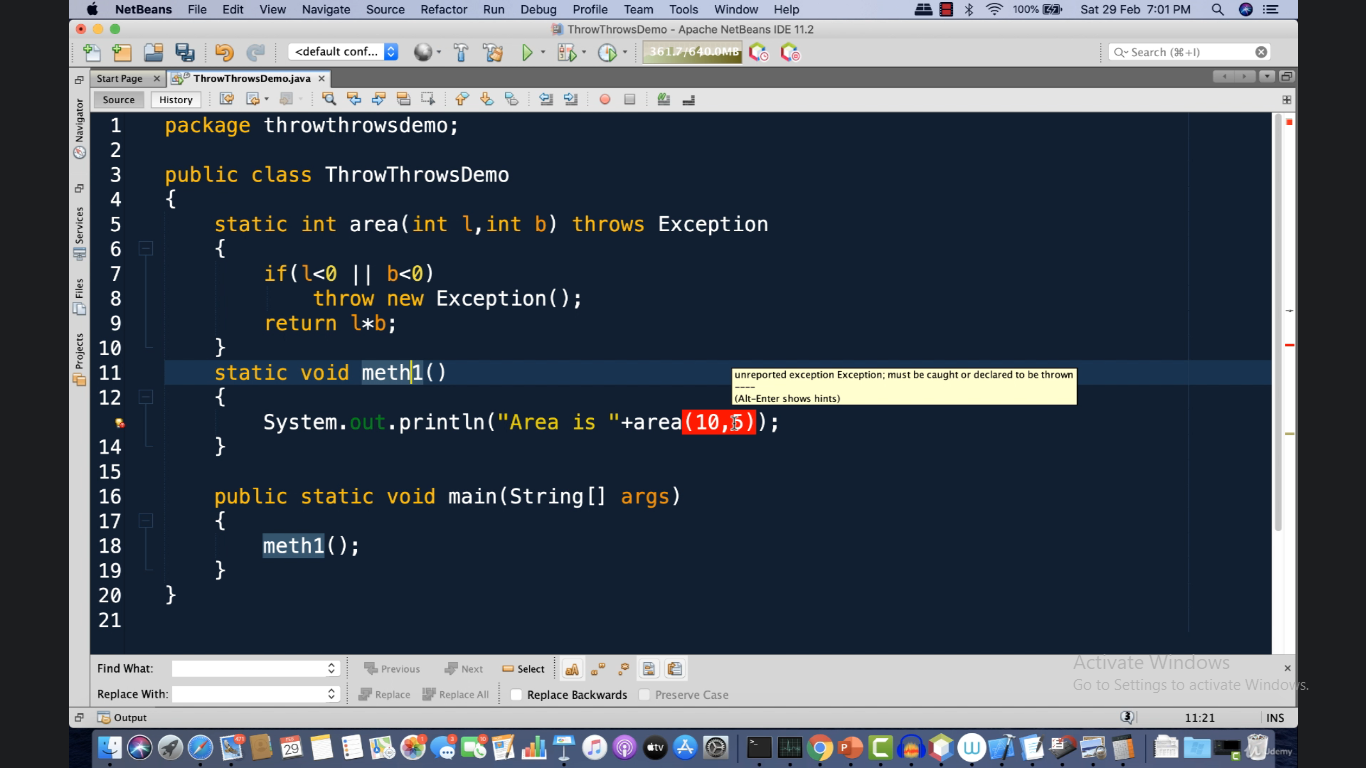 NetBeans File Edit View Navigate Source Refactor Run Debug Profile Team Tools Window Help 100% Sat 29 Feb 7:01 PM
ThrowThrowsDemo - Apache NetBeans IDE 11.2
<default conf... 361.7/640.0MB Search (⌘+I)
Start Page ThrowThrowsDemo.java
Source History
Navigator
Services
Files
Projects
1 package throwthrowsdemo;
2
3 public class ThrowThrowsDemo
4 {
5 static int area(int l,int b) throws Exception
6 {
7 if(l<0 || b<0)
8 throw new Exception();
9 return l*b;
10 }
11 static void meth1()
unreported exception Exception; must be caught or declared to be thrown
----
(Alt-Enter shows hints)
12 {
System.out.println("Area is "+area(10,5));
14 }
15
16 public static void main(String[] args)
17 {
18 meth1();
19 }
20 }
21
Find What: Previous Next Select
Replace With: Replace Replace All Replace Backwards Preserve Case
Activate Windows
Go to Settings to activate Windows.
Output 11:21 INS
29
tv
Udemy